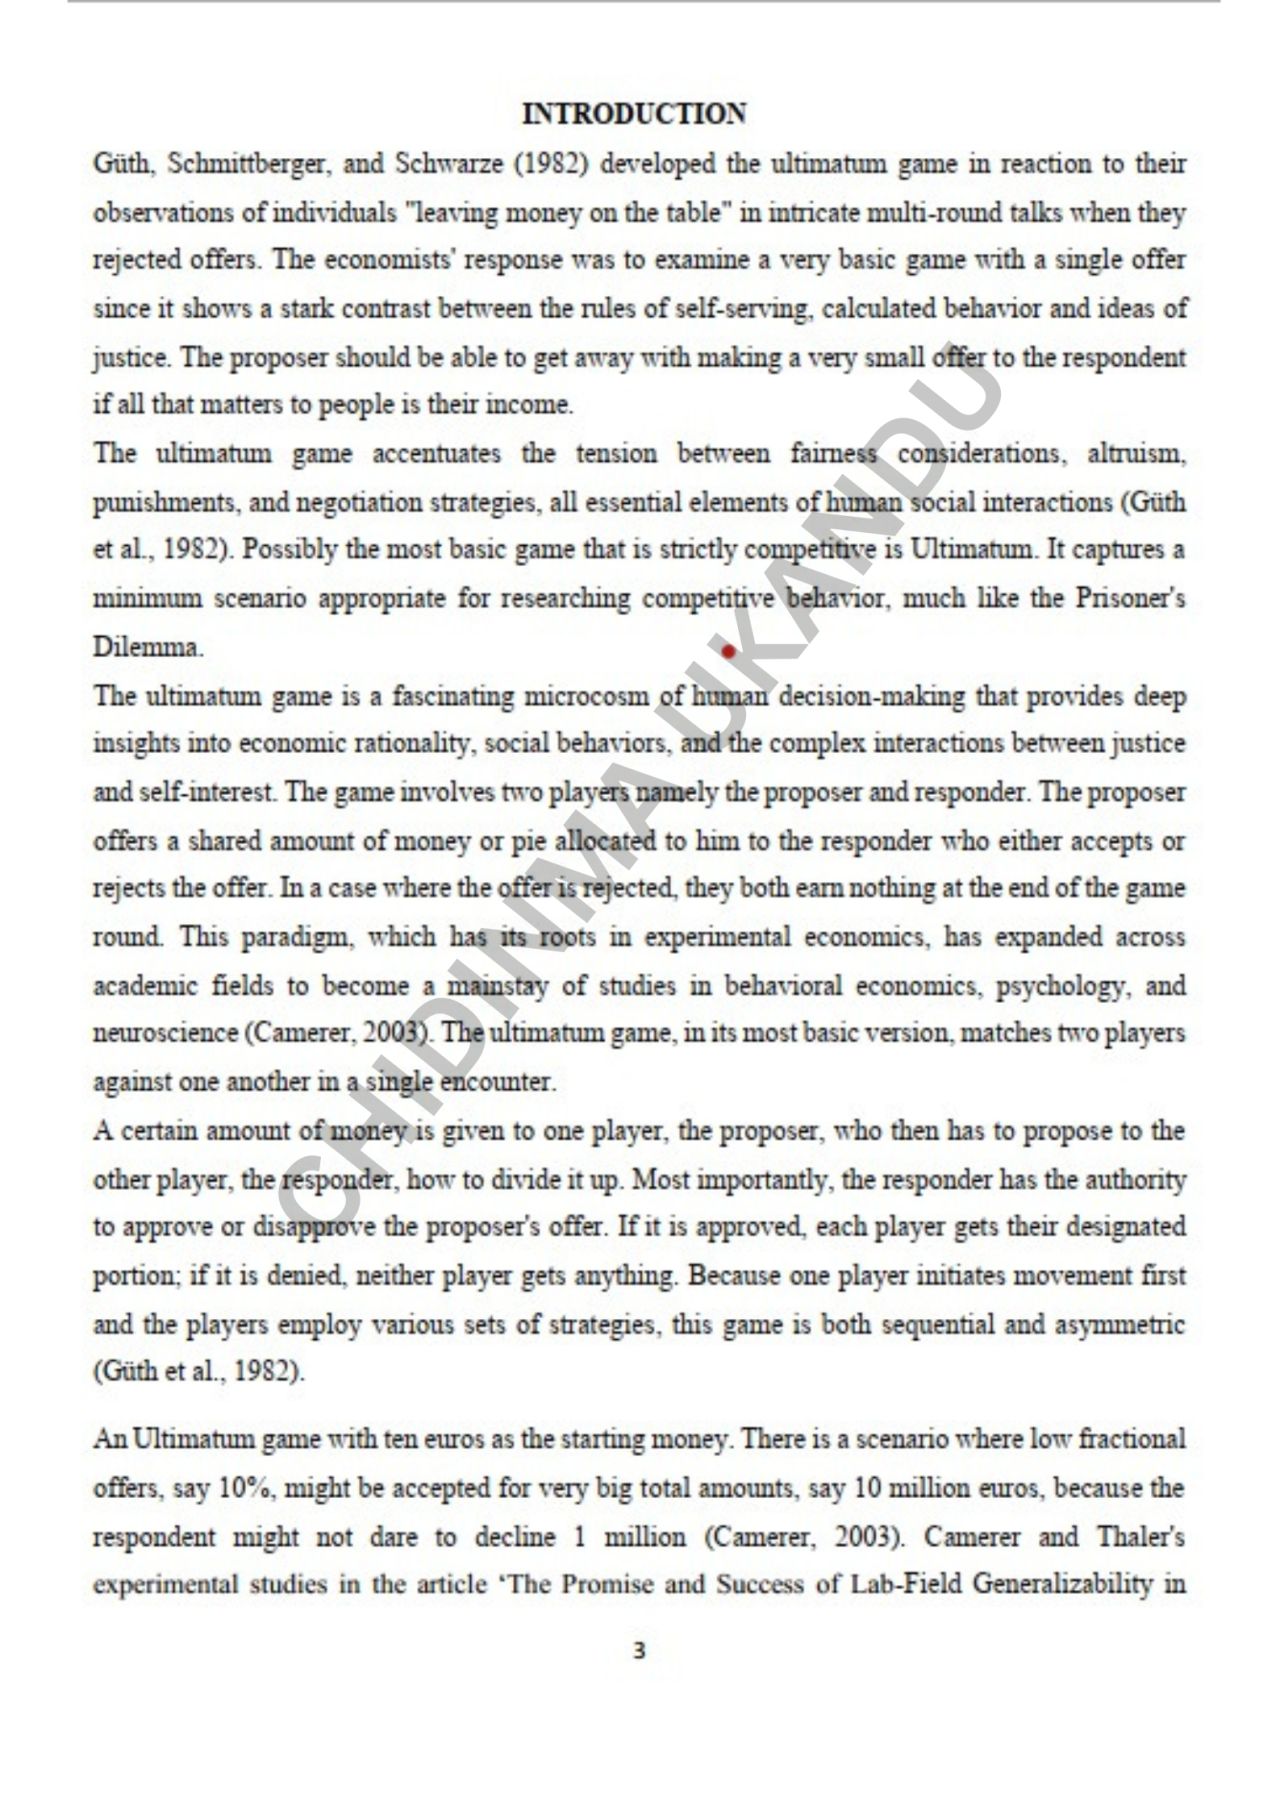 INTRODUCTION
Güth, Schmittberger, and Schwarze (1982) developed the ultimatum game in reaction to their
observations of individuals "leaving money on the table" in intricate multi-round talks when they
rejected offers. The economists' response was to examine a very basic game with a single offer
since it shows a stark contrast between the rules of self-serving, calculated behavior and ideas of
justice. The proposer should be able to get away with making a very small offer to the respondent
if all that matters to people is their income.
The ultimatum game accentuates the tension between fairness considerations, altruism,
punishments, and negotiation strategies, all essential elements of human social interactions (Güth
et al., 1982). Possibly the most basic game that is strictly competitive is Ultimatum. It captures a
minimum scenario appropriate for researching competitive behavior, much like the Prisoner's
Dilemma.
The ultimatum game is a fascinating microcosm of human decision-making that provides deep
insights into economic rationality, social behaviors, and the complex interactions between justice
and self-interest. The game involves two players namely the proposer and responder. The proposer
offers a shared amount of money or pie allocated to him to the responder who either accepts or
rejects the offer. In a case where the offer is rejected, they both earn nothing at the end of the game
round. This paradigm, which has its roots in experimental economics, has expanded across
academic fields to become a mainstay of studies in behavioral economics, psychology, and
neuroscience (Camerer, 2003). The ultimatum game, in its most basic version, matches two players
against one another in a single encounter.
A certain amount of money is given to one player, the proposer, who then has to propose to the
other player, the responder, how to divide it up. Most importantly, the responder has the authority
to approve or disapprove the proposer's offer. If it is approved, each player gets their designated
portion; if it is denied, neither player gets anything. Because one player initiates movement first
and the players employ various sets of strategies, this game is both sequential and asymmetric
(Güth et al., 1982).
An Ultimatum game with ten euros as the starting money. There is a scenario where low fractional
offers, say 10%, might be accepted for very big total amounts, say 10 million euros, because the
respondent might not dare to decline 1 million (Camerer, 2003). Camerer and Thaler's
experimental studies in the article ‘The Promise and Success of Lab-Field Generalizability in
3
CHIDINMA UKANDU